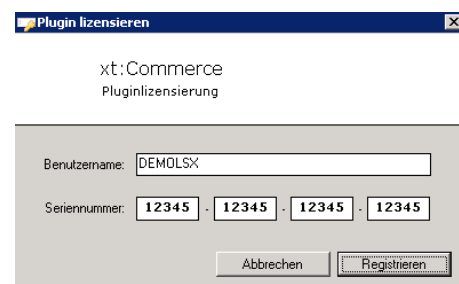 Plugin lizensieren
xt:Commerce
Pluginlizensierung
Benutzername: DEMOLSX
Seriennummer: 12345 - 12345 - 12345 - 12345
Abbrechen Registrieren